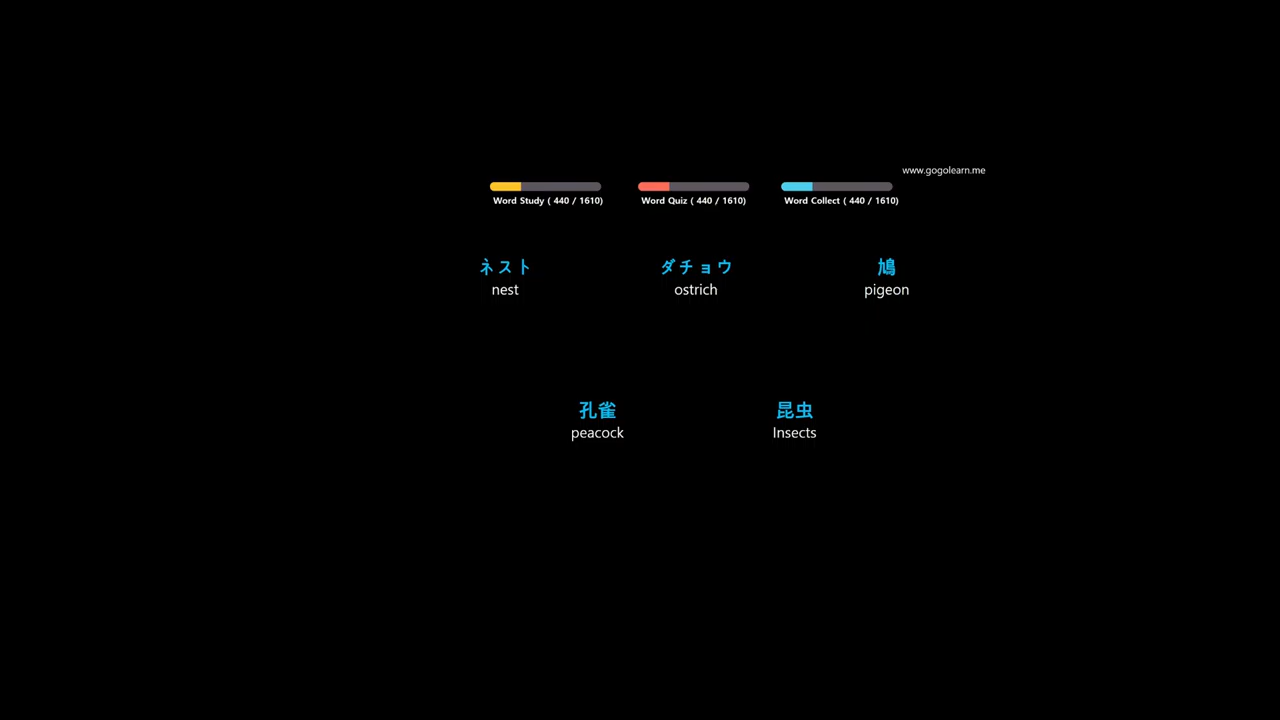 www.gogolearn.me
Word Study ( 440 / 1610)
Word Quiz ( 440 / 1610)
Word Collect ( 440 / 1610)
ネスト
nest
ダチョウ
ostrich
鳩
pigeon
孔雀
peacock
昆虫
Insects